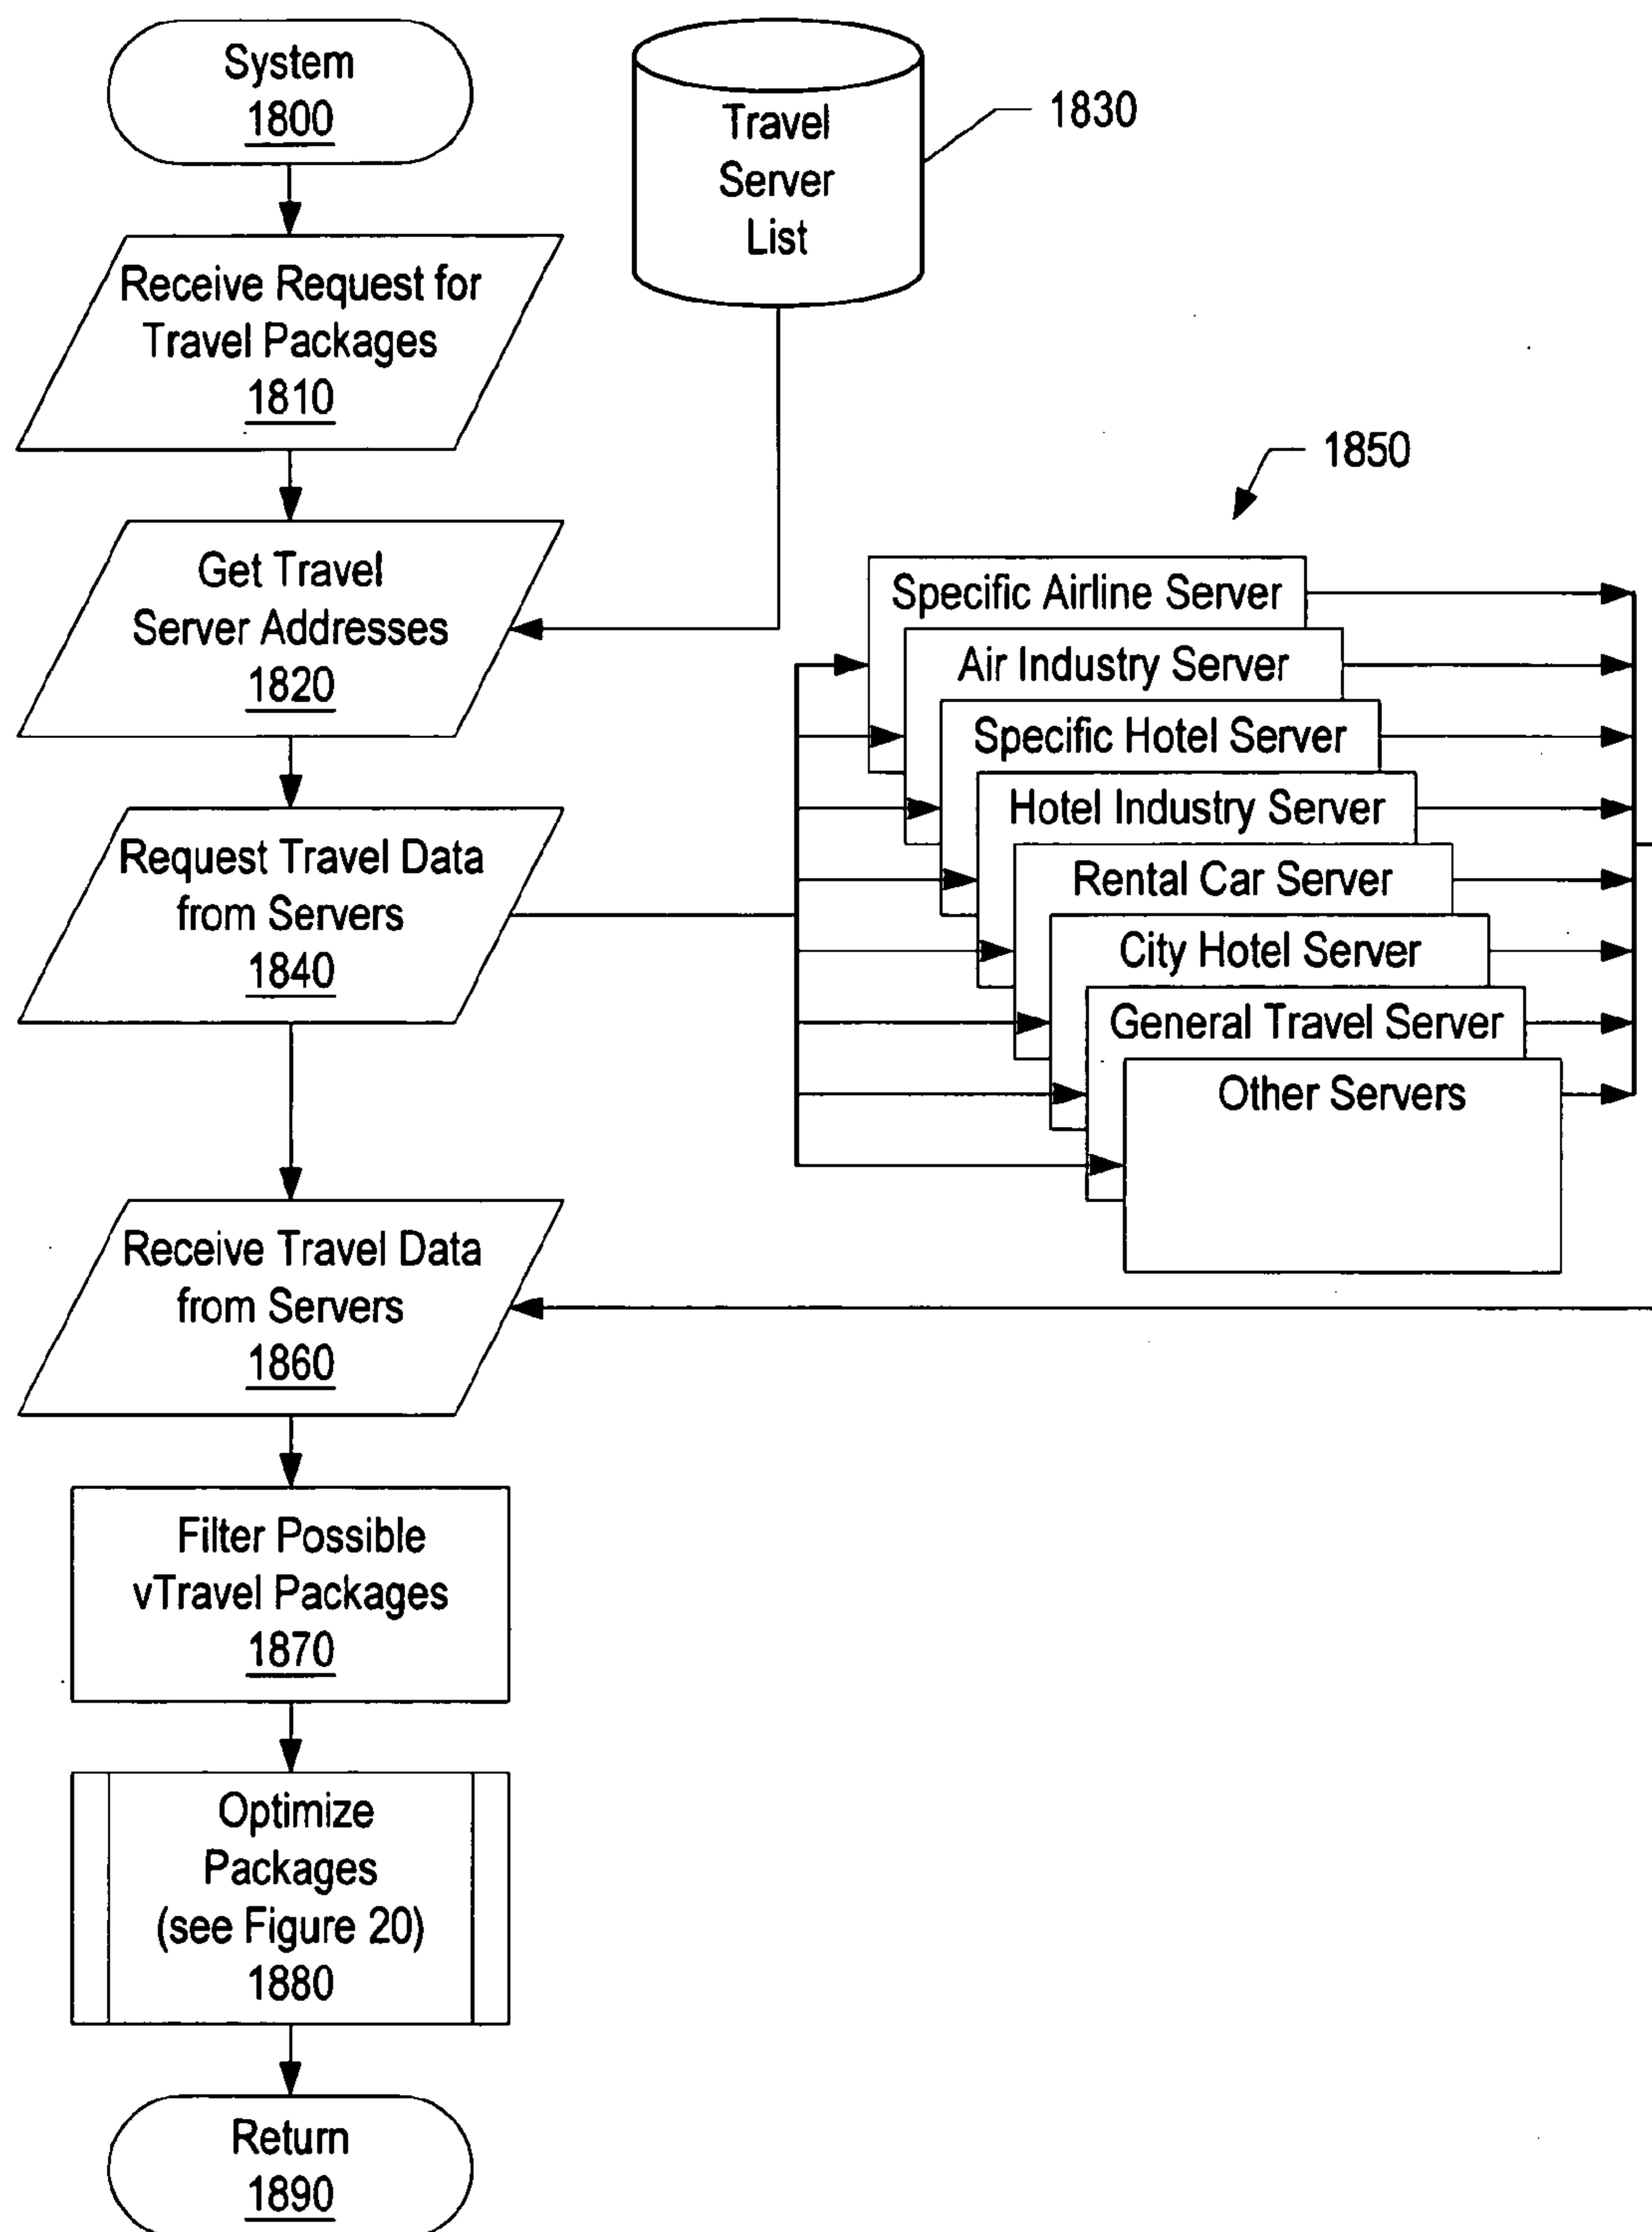 System
1800
Receive Request for
Travel Packages
1810
Travel
Server
List
1830
Get Travel
Server Addresses
1820
Request Travel Data
from Servers
1840
1850
Specific Airline Server
Air Industry Server
Specific Hotel Server
Hotel Industry Server
Rental Car Server
City Hotel Server
General Travel Server
Other Servers
Receive Travel Data
from Servers
1860
Filter Possible
vTravel Packages
1870
Optimize
Packages
(see Figure 20)
1880
Return
1890